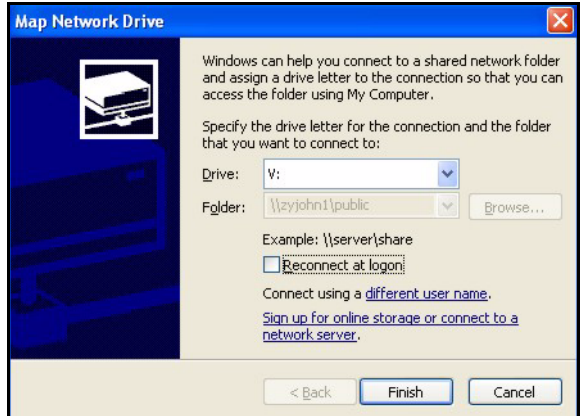 Map Network Drive
Windows can help you connect to a shared network folder
and assign a drive letter to the connection so that you can
access the folder using My Computer.
Specify the drive letter for the connection and the folder
that you want to connect to:
Drive: V:
Folder: \\zyjohn1\public Browse...
Example: \\server\share
Reconnect at logon
Connect using a different user name.
Sign up for online storage or connect to a
network server.
< Back Finish Cancel